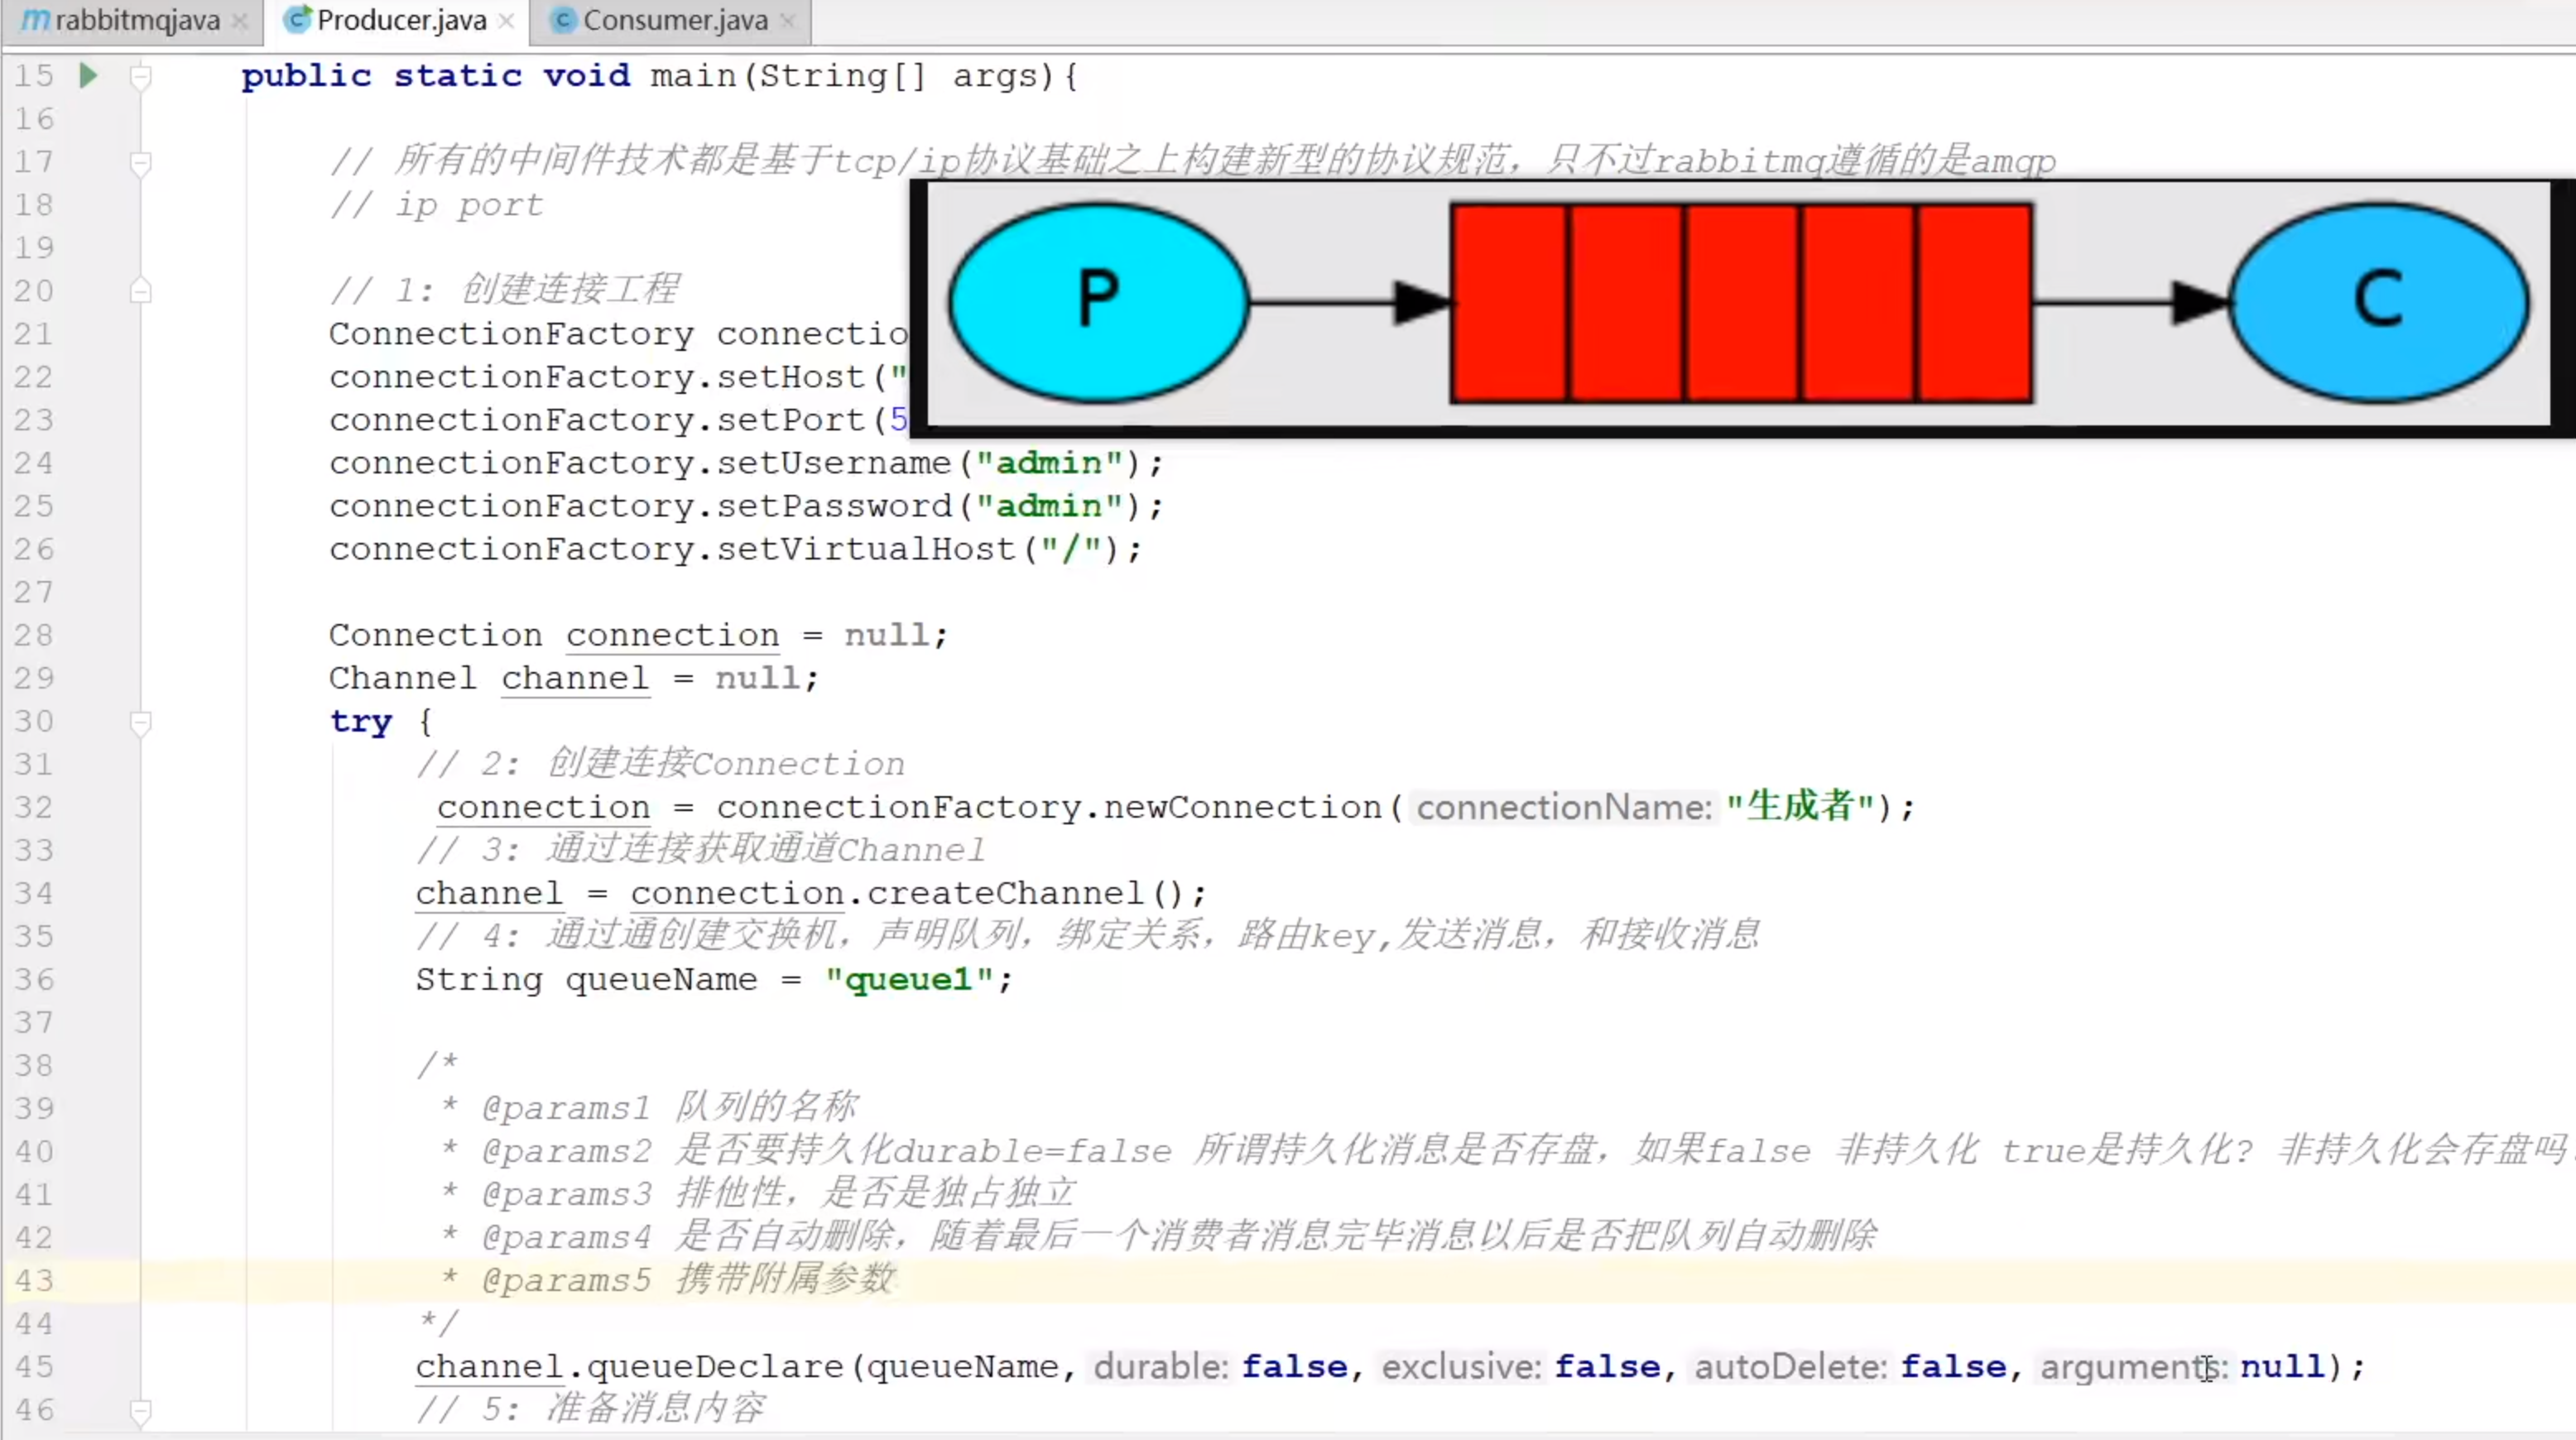 rabbitmqjava Producer.java Consumer.java
15 public static void main(String[] args){
16
17 // 所有的中间件技术都是基于tcp/ip协议基础之上构建新型的协议规范，只不过rabbitmq遵循的是amqp
18 // ip port
19
20 // 1: 创建连接工程
21 ConnectionFactory connectio
22 connectionFactory.setHost("
23 connectionFactory.setPort(5
P C
24 connectionFactory.setUsername("admin");
25 connectionFactory.setPassword("admin");
26 connectionFactory.setVirtualHost("/");
27
28 Connection connection = null;
29 Channel channel = null;
30 try {
31 // 2: 创建连接Connection
32 connection = connectionFactory.newConnection( connectionName: "生成者");
33 // 3: 通过连接获取通道Channel
34 channel = connection.createChannel();
35 // 4: 通过通创建交换机，声明队列，绑定关系，路由key,发送消息，和接收消息
36 String queueName = "queue1";
37
38 /*
39 * @params1 队列的名称
40 * @params2 是否要持久化durable=false 所谓持久化消息是否存盘，如果false 非持久化 true是持久化? 非持久化会存盘吗
41 * @params3 排他性，是否是独占独立
42 * @params4 是否自动删除，随着最后一个消费者消息完毕消息以后是否把队列自动删除
43 * @params5 携带附属参数
44 */
45 channel.queueDeclare(queueName, durable: false, exclusive: false, autoDelete: false, arguments: null);
46 // 5: 准备消息内容